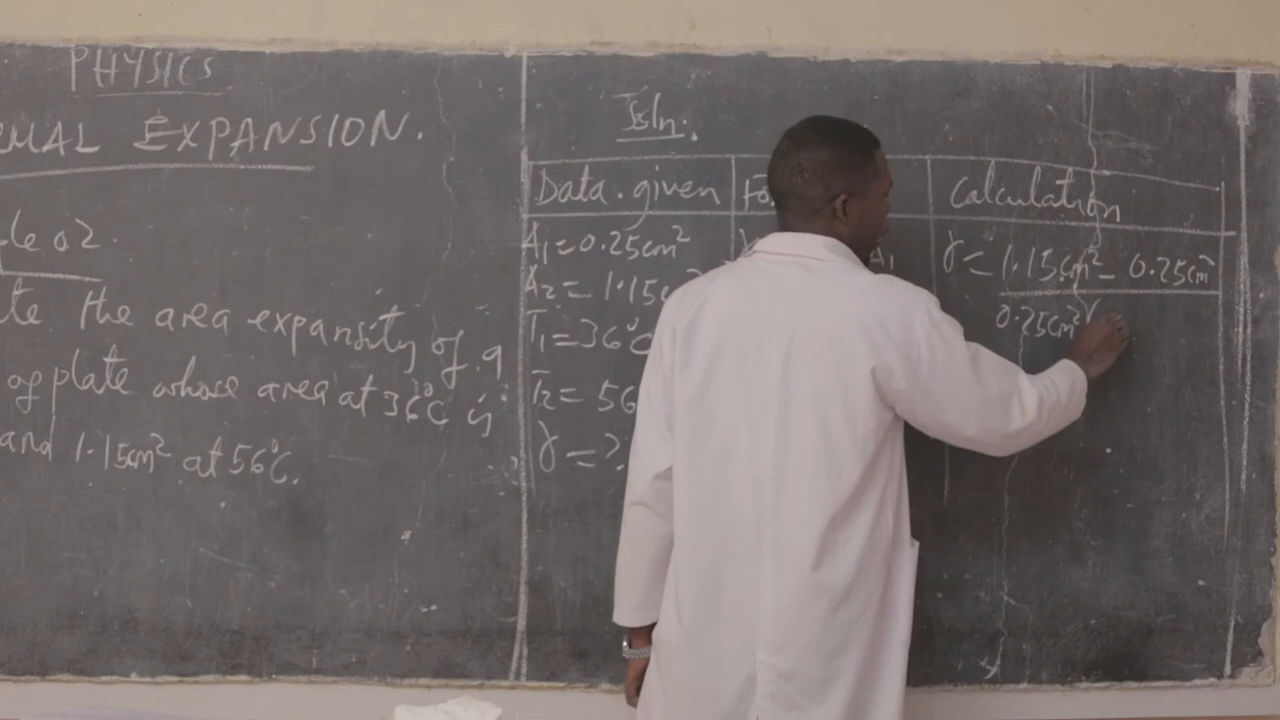 PHYSICS
RMAL EXPANSION.
le 02.
te the area expansity of a
of plate whose area at 36°C is
and 1.15cm² at 56°C.
Soln.
Data given
Calculation
A₁=0.25cm²
A₂=1.15c
T₁=36°C
T₂= 56
γ=?
A₁
γ= 1.15cm² - 0.25cm²
0.25cm²(